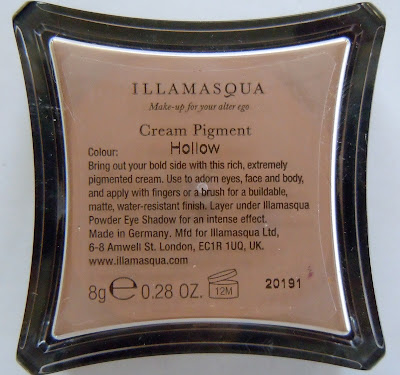 ILLAMASQUA
Make-up for your alter ego
Cream Pigment
Colour: Hollow
Bring out your bold side with this rich, extremely
pigmented cream. Use to adorn eyes, face and body,
and apply with fingers or a brush for a buildable,
matte, water-resistant finish. Layer under Illamasqua
Powder Eye Shadow for an intense effect.
Made in Germany. Mfd for Illamasqua Ltd,
6-8 Amwell St. London, EC1R 1UQ, UK.
www.illamasqua.com
8g e 0.28 OZ. 12M 20191